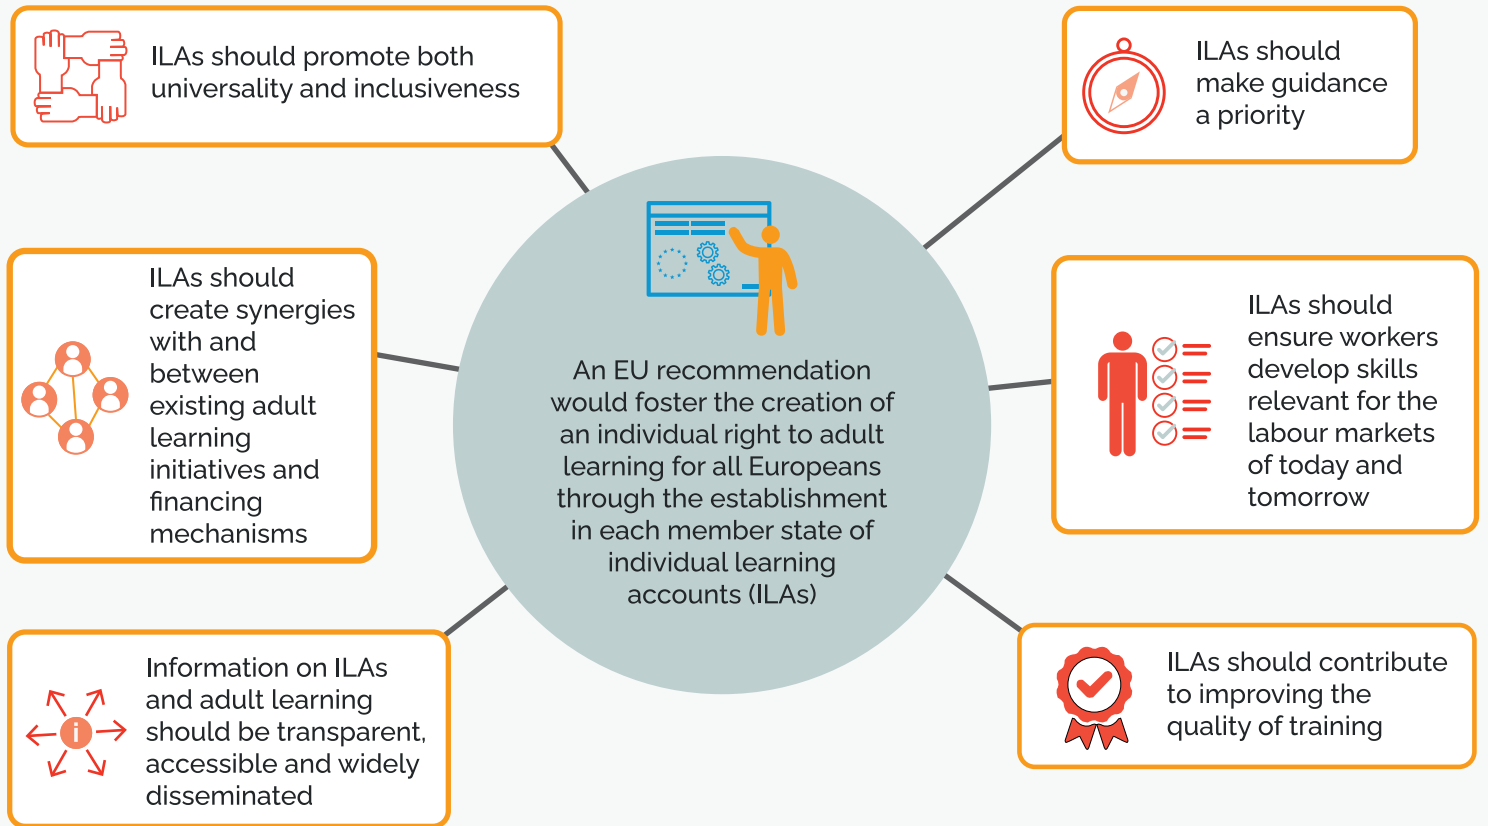 ILAs should promote both
universality and inclusiveness
ILAs should
make guidance
a priority
ILAs should
create synergies
with and
between
existing adult
learning
initiatives and
financing
mechanisms
An EU recommendation
would foster the creation of
an individual right to adult
learning for all Europeans
through the establishment
in each member state of
individual learning
accounts (ILAs)
ILAs should
ensure workers
develop skills
relevant for the
labour markets
of today and
tomorrow
i
Information on ILAs
and adult learning
should be transparent,
accessible and widely
disseminated
ILAs should contribute
to improving the
quality of training